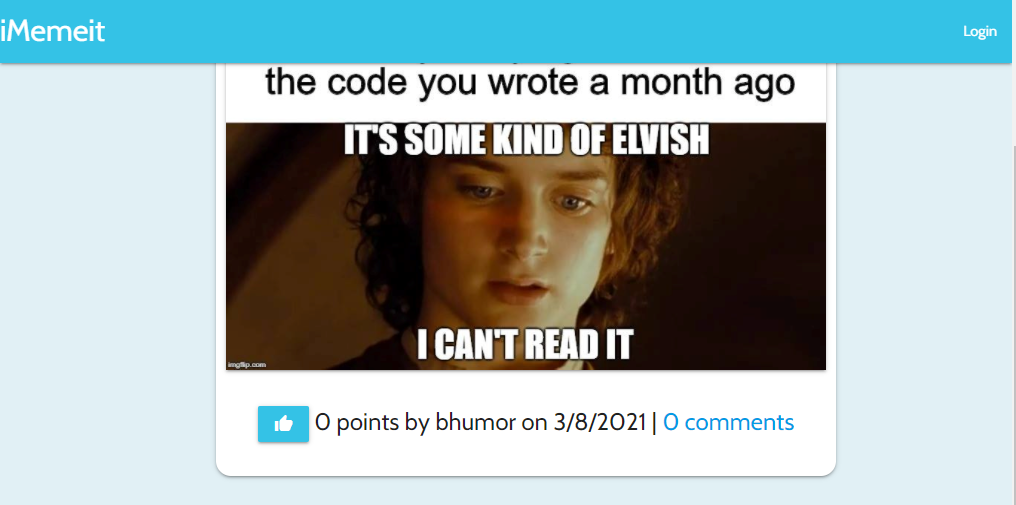 iMemeit
Login
the code you wrote a month ago
IT'S SOME KIND OF ELVISH
I CAN'T READ IT
imgflip.com
0 points by bhumor on 3/8/2021 | 0 comments